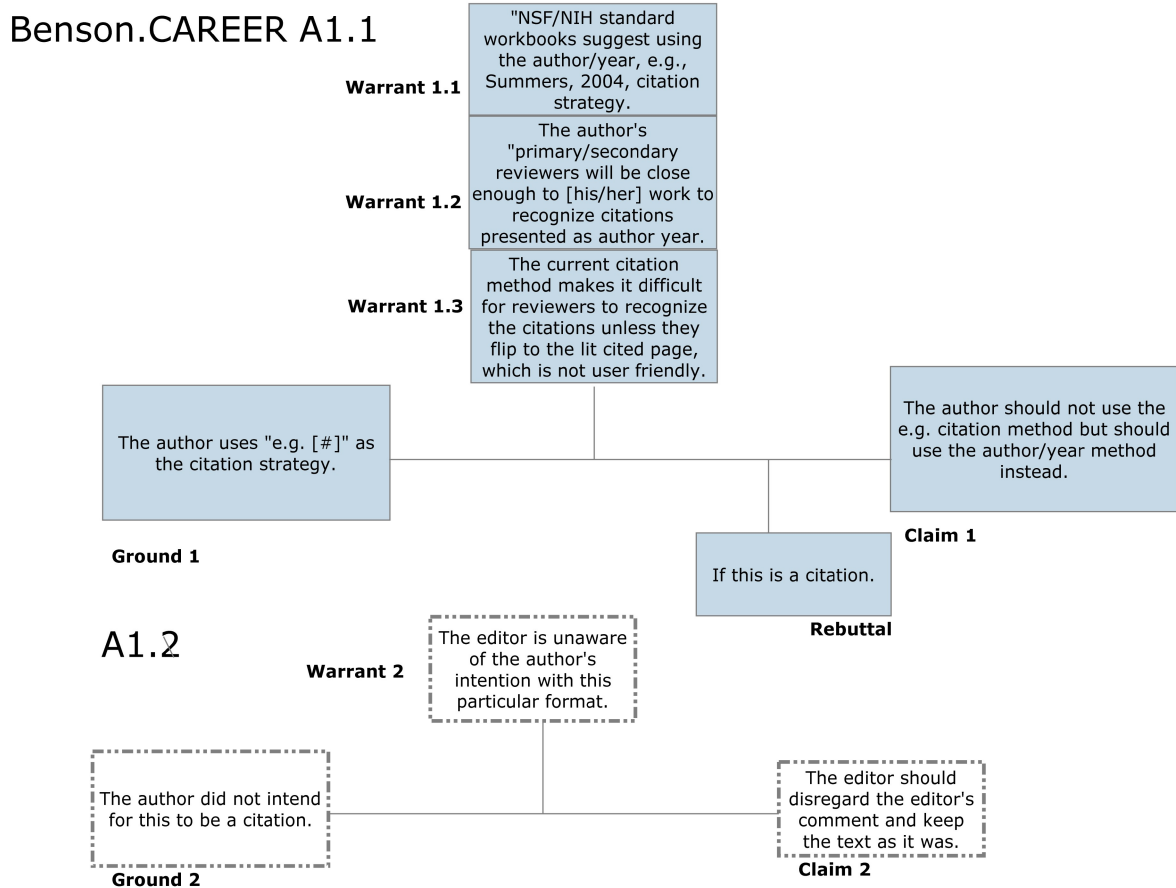 Benson.CAREER A1.1
"NSF/NIH standard
workbooks suggest using
the author/year, e.g.,
Summers, 2004, citation
strategy.
Warrant 1.1
The author's
"primary/secondary
reviewers will be close
enough to [his/her] work to
recognize citations
presented as author year.
Warrant 1.2
The current citation
method makes it difficult
for reviewers to recognize
the citations unless they
flip to the lit cited page,
which is not user friendly.
Warrant 1.3
The author uses "e.g. [#]" as
the citation strategy.
Ground 1
The author should not use the
e.g. citation method but should
use the author/year method
instead.
Claim 1
If this is a citation.
Rebuttal
A1.2
Warrant 2
The editor is unaware
of the author's
intention with this
particular format.
The author did not intend
for this to be a citation.
Ground 2
The editor should
disregard the editor's
comment and keep
the text as it was.
Claim 2